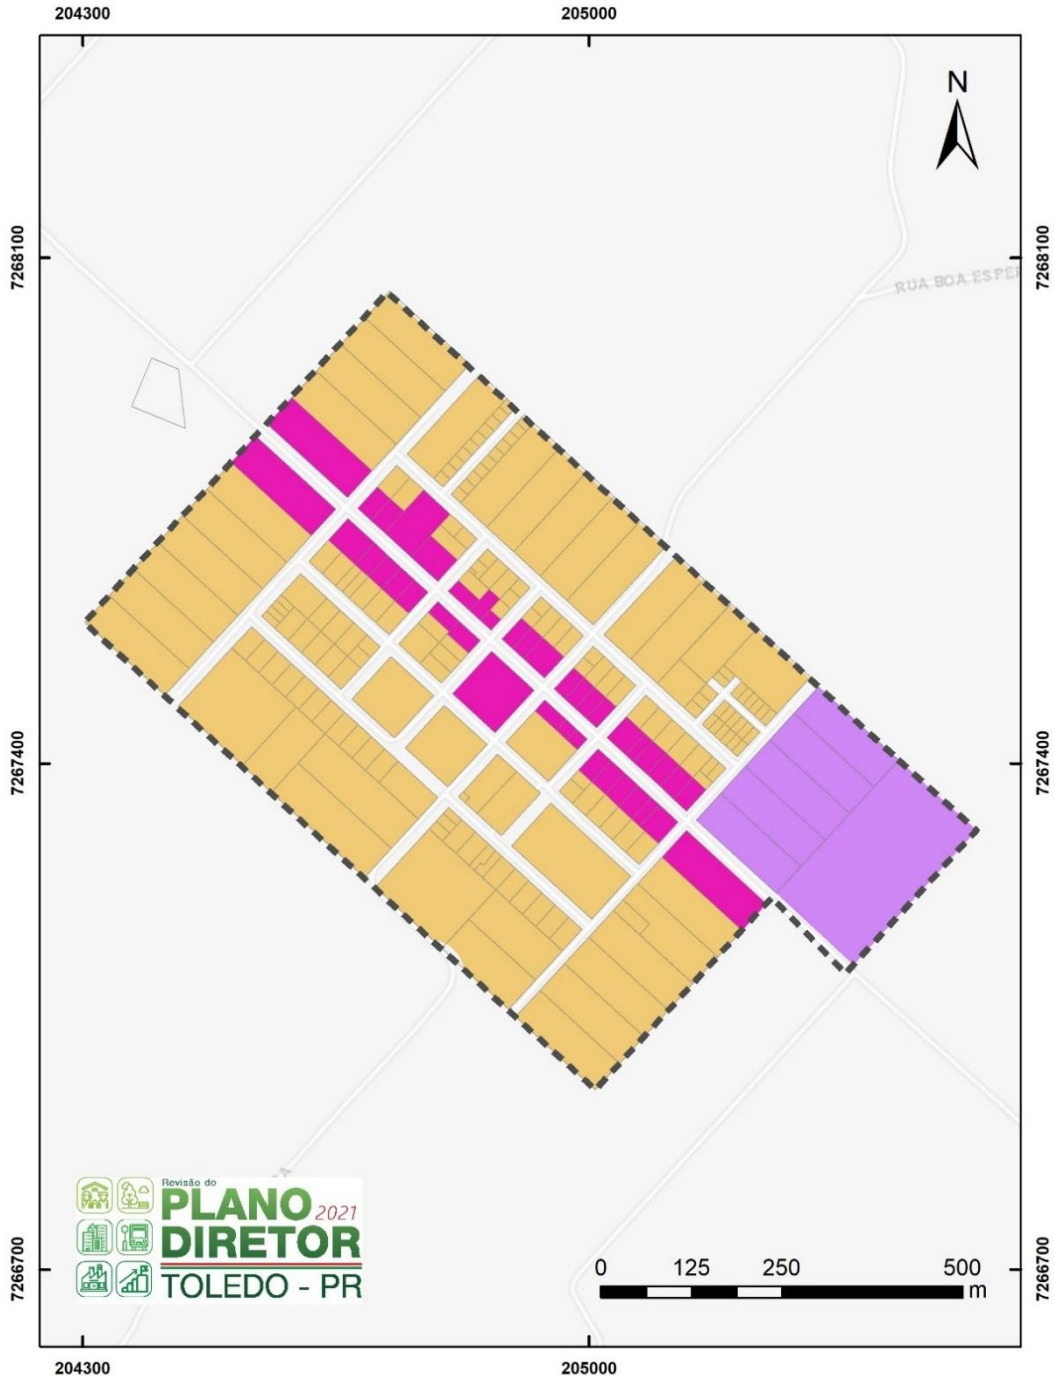 204300 205000
N
7268100 7268100
RUA BOA ESPER
7267400 7267400
Revisão do
PLANO 2021
DIRETOR
TOLEDO - PR
0 125 250 500
m
7266700 7266700
204300 205000